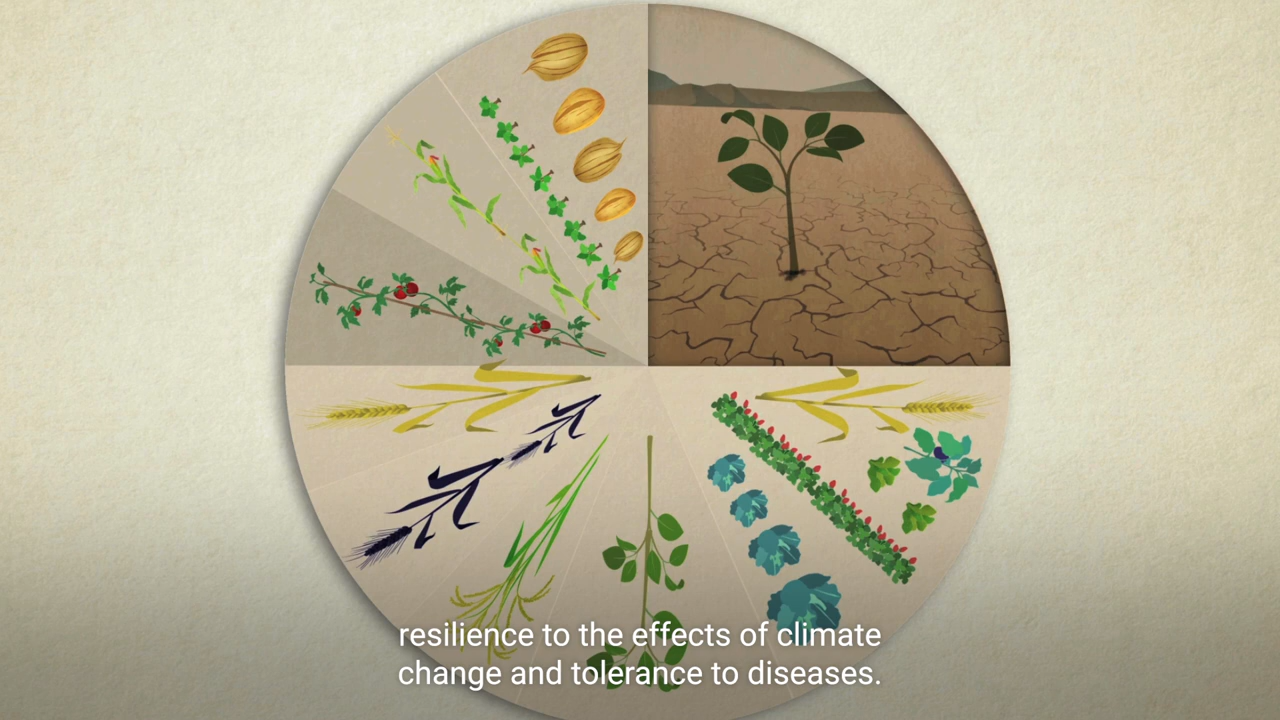 resilience to the effects of climate
change and tolerance to diseases.